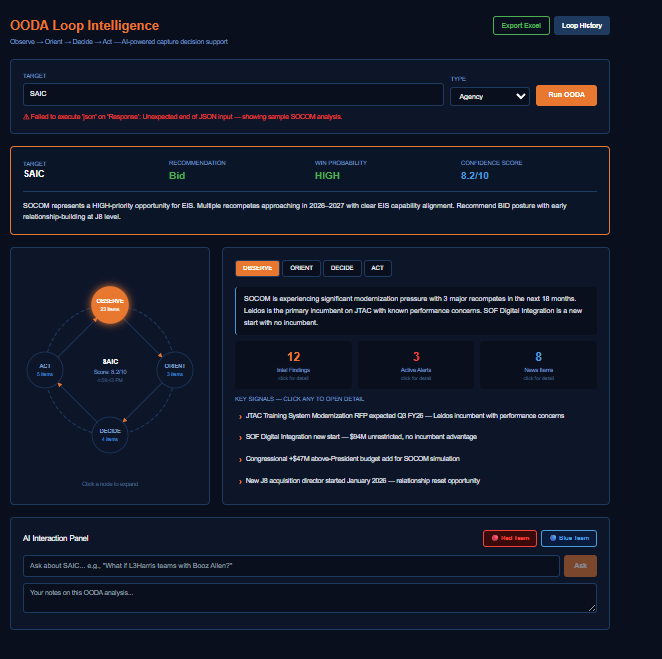 OODA Loop Intelligence
Export Excel
Loop History
Observe → Orient → Decide → Act — AI-powered capture decision support
TARGET
TYPE
SAIC
Agency
Run OODA
⚠ Failed to execute 'json' on 'Response': Unexpected end of JSON input — showing sample SOCOM analysis.
TARGET
RECOMMENDATION
WIN PROBABILITY
CONFIDENCE SCORE
SAIC
Bid
HIGH
8.2/10
SOCOM represents a HIGH-priority opportunity for EIS. Multiple recompetes approaching in 2026–2027 with clear EIS capability alignment. Recommend BID posture with early
relationship-building at J8 level.
OBSERVE
23 items
ORIENT
3 items
DECIDE
4 items
ACT
5 items
SAIC
Score: 8.2/10
Click a node to expand
OBSERVE
ORIENT
DECIDE
ACT
SOCOM is experiencing significant modernization pressure with 3 major recompetes in the next 18 months.
Leidos is the primary incumbent on JTAC with known performance concerns. SOF Digital Integration is a new
start with no incumbent.
12
Intel Findings
click for detail
3
Active Alerts
click for detail
8
News Items
click for detail
KEY SIGNALS — CLICK ANY TO OPEN DETAIL
› JTAC Training System Modernization RFP expected Q3 FY26 — Leidos incumbent with performance concerns
› SOF Digital Integration new start — $94M unrestricted, no incumbent advantage
› Congressional +$47M above-President budget add for SOCOM simulation
› New J8 acquisition director started January 2026 — relationship reset opportunity
AI Interaction Panel
Red Team
Blue Team
Ask about SAIC... e.g., "What if L3Harris teams with Booz Allen?"
Ask
Your notes on this OODA analysis...